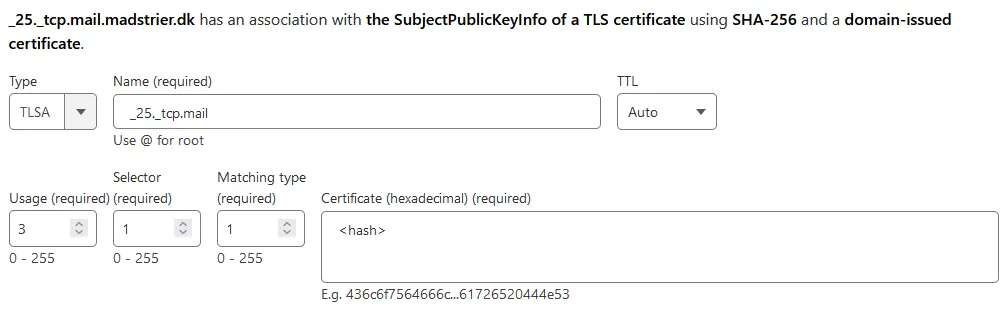 _25._tcp.mail.madstrier.dk has an association with the SubjectPublicKeyInfo of a TLS certificate using SHA-256 and a domain-issued
certificate.
Type Name (required) TTL
TLSA _25._tcp.mail Auto
Use @ for root
Selector Matching type
Usage (required) (required) (required) Certificate (hexadecimal) (required)
3 1 1 <hash>
0 - 255 0 - 255 0 - 255
E.g. 436c6f7564666c...61726520444e53